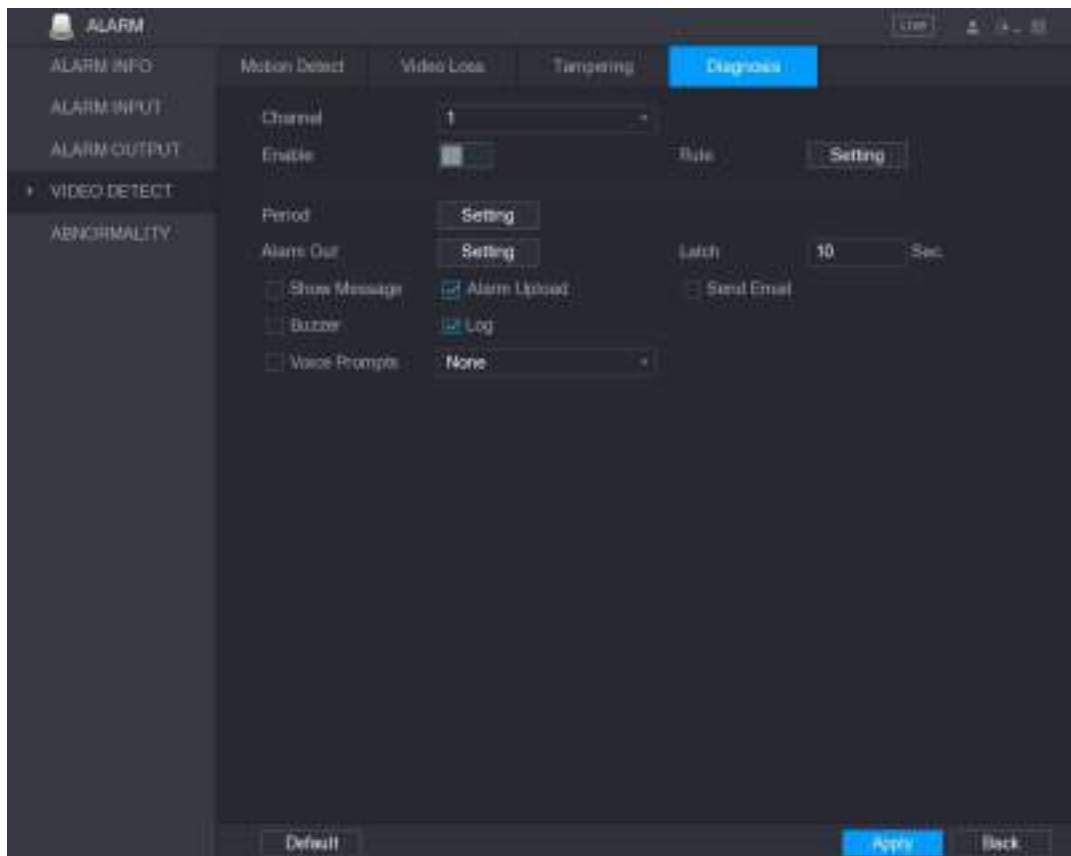 ALARM
LIVE
ALARM INFO
ALARM INPUT
ALARM OUTPUT
VIDEO DETECT
ABNORMALITY
Motion Detect Video Loss Tampering Diagnosis
Channel 1
Enable Rule Setting
Period Setting
Alarm Out Setting Latch 10 Sec.
Show Message Alarm Upload Send Email
Buzzer Log
Voice Prompts None
Default Apply Back